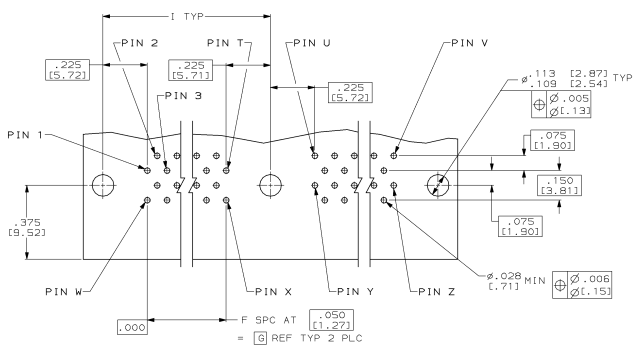 I TYP
PIN 2
PIN T
PIN U
PIN V
.225
[5.72]
.225
[5.71]
.225
[5.72]
ø.113 [2.87] TYP
.109 [2.54]
⌖ ø.005
ø[.13]
PIN 3
PIN 1
.075
[1.90]
.150
[3.81]
.375
[9.52]
.075
[1.90]
ø.028 MIN
[.71]
⌖ ø.006
ø[.15]
PIN W
PIN X
PIN Y
PIN Z
.000
F SPC AT .050
[1.27]
= G REF TYP 2 PLC